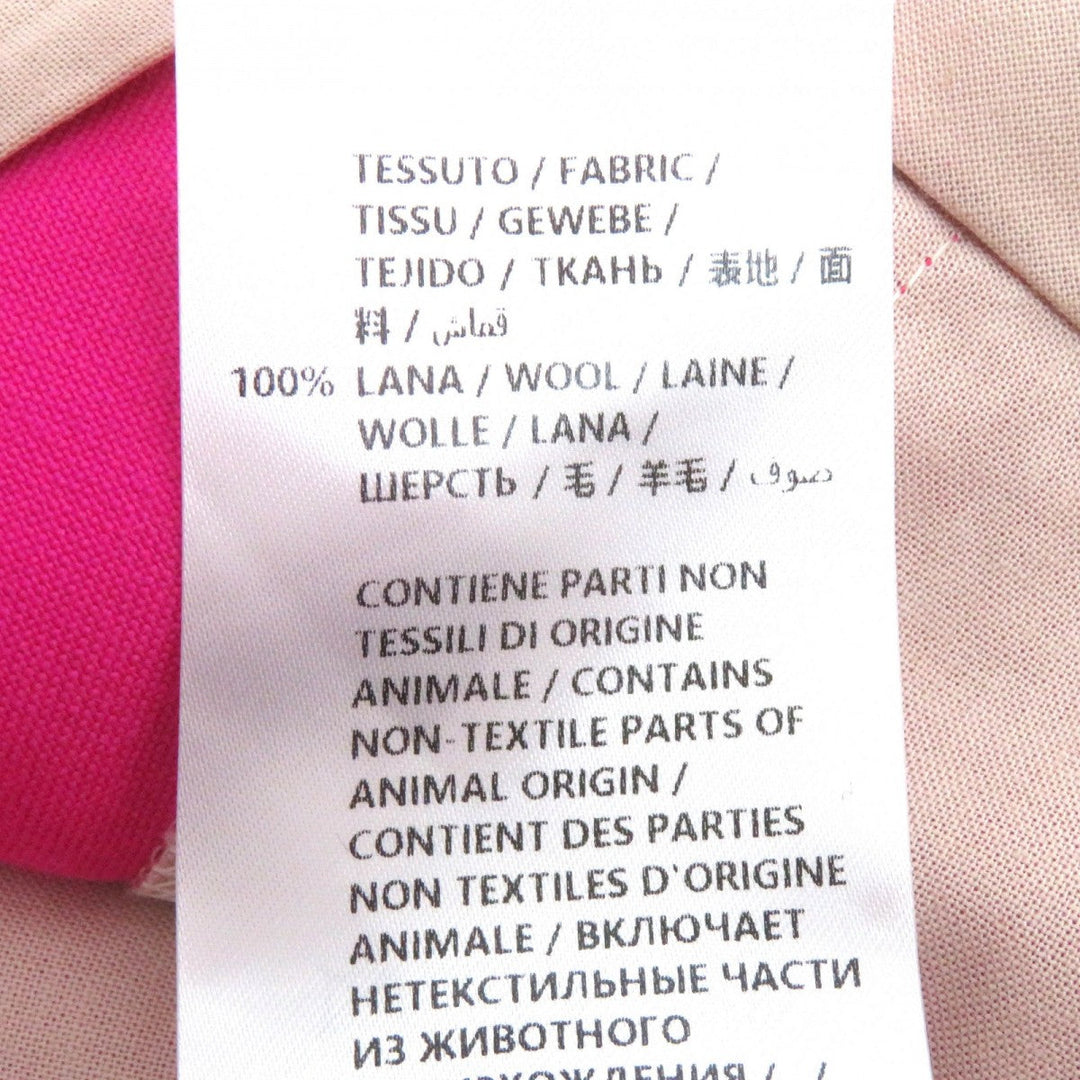 TESSUTO / FABRIC /
TISSU / GEWEBE /
TEJIDO / ТКАНЬ / 表地 / 面
料 / قماش
100% LANA / WOOL / LAINE /
WOLLE / LANA /
ШЕРСТЬ / 毛 / 羊毛 / صوف
CONTIENE PARTI NON
TESSILI DI ORIGINE
ANIMALE / CONTAINS
NON-TEXTILE PARTS OF
ANIMAL ORIGIN /
CONTIENT DES PARTIES
NON TEXTILES D'ORIGINE
ANIMALE / ВКЛЮЧАЕТ
НЕТЕКСТИЛЬНЫЕ ЧАСТИ
ИЗ ЖИВОТНОГО